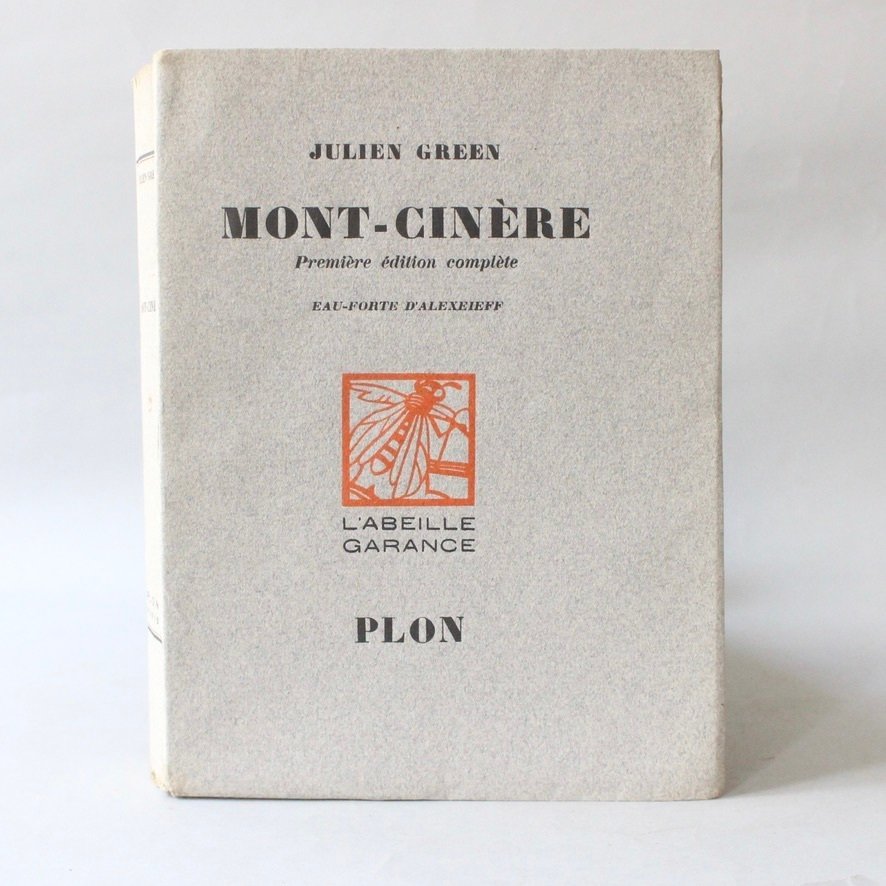 JULIEN GREEN
MONT-CINÈRE
Première édition complète
EAU-FORTE D'ALEXEIEFF
L'ABEILLE
GARANCE
PLON